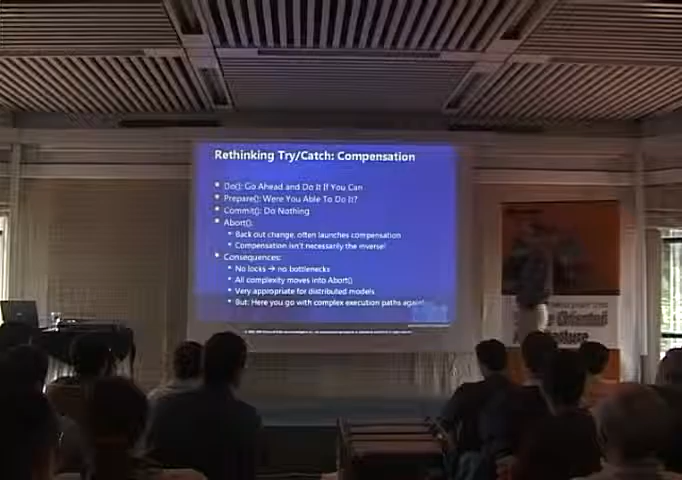 Rethinking Try/Catch: Compensation
• Do(): Go Ahead and Do It If You Can
• Prepare(): Were You Able To Do It?
• Commit(): Do Nothing
• Abort():
• Back out change, often launches compensation
• Compensation isn't necessarily the inverse!
• Consequences:
• No locks → no bottlenecks
• All complexity moves into Abort()
• Very appropriate for distributed models
• But: Here you go with complex execution paths again!
Oriented